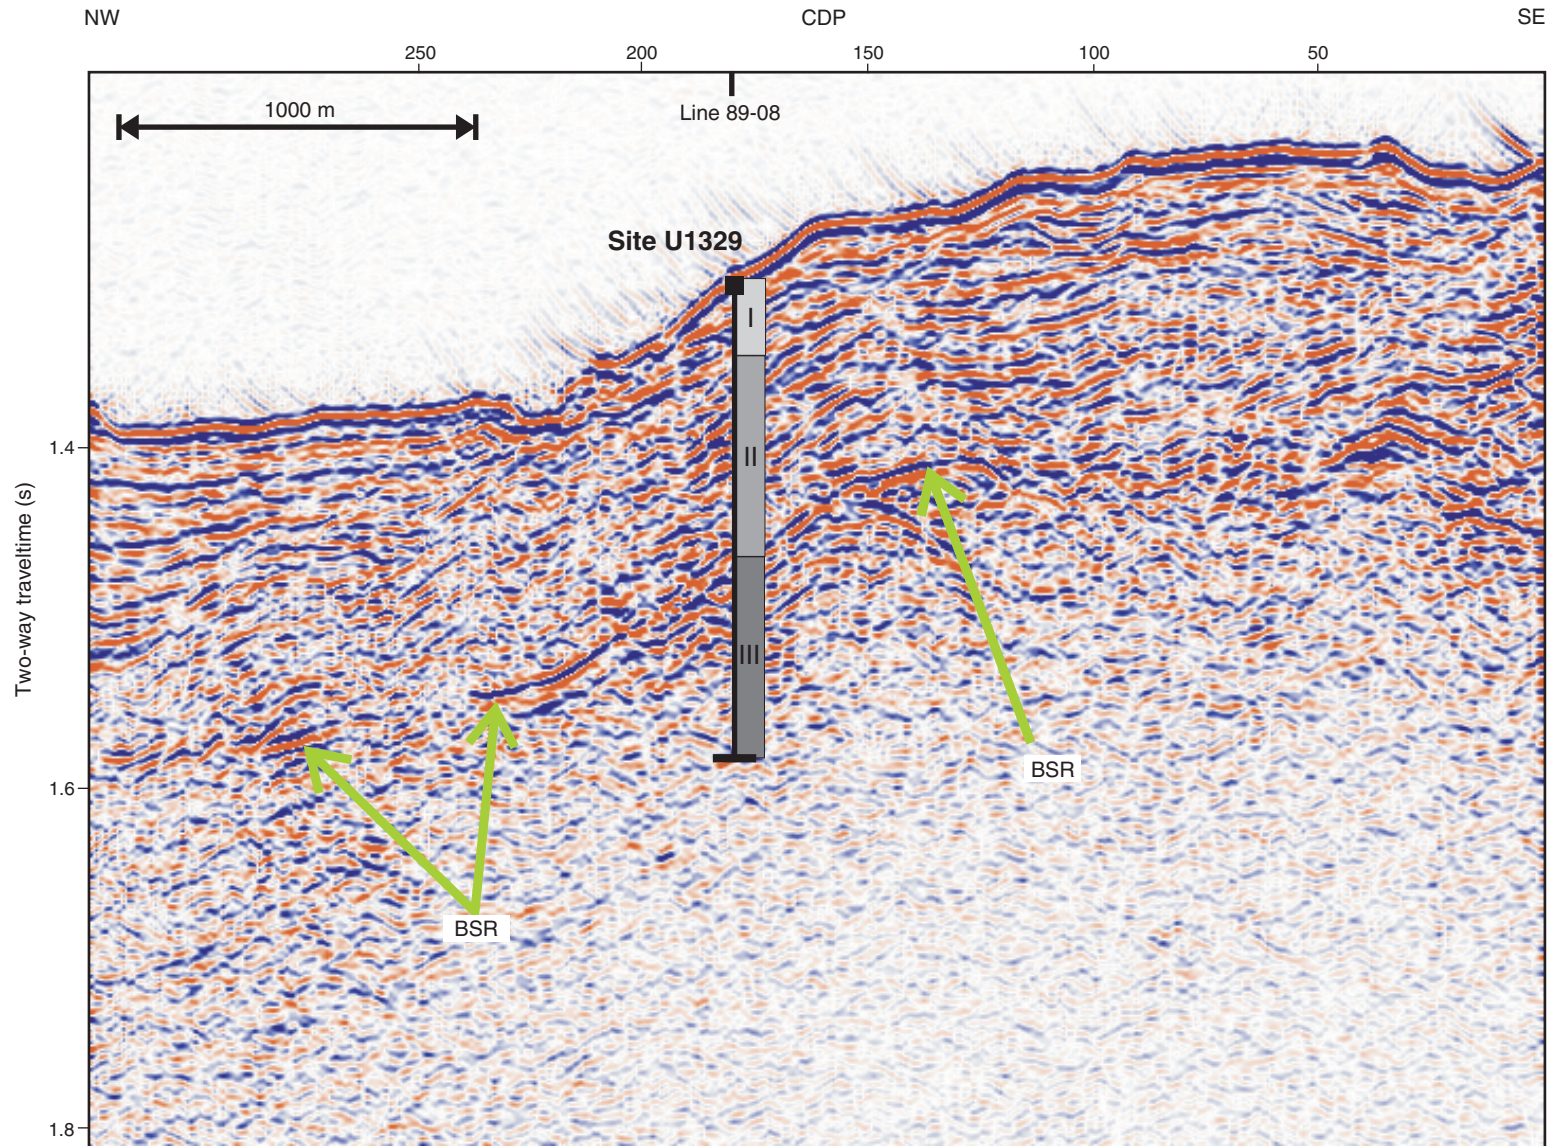 NW CDP SE
250 200 150 100 50
1000 m
Line 89-08
Site U1329
I
1.4
II
Two-way traveltime (s)
III
BSR
1.6
BSR
1.8